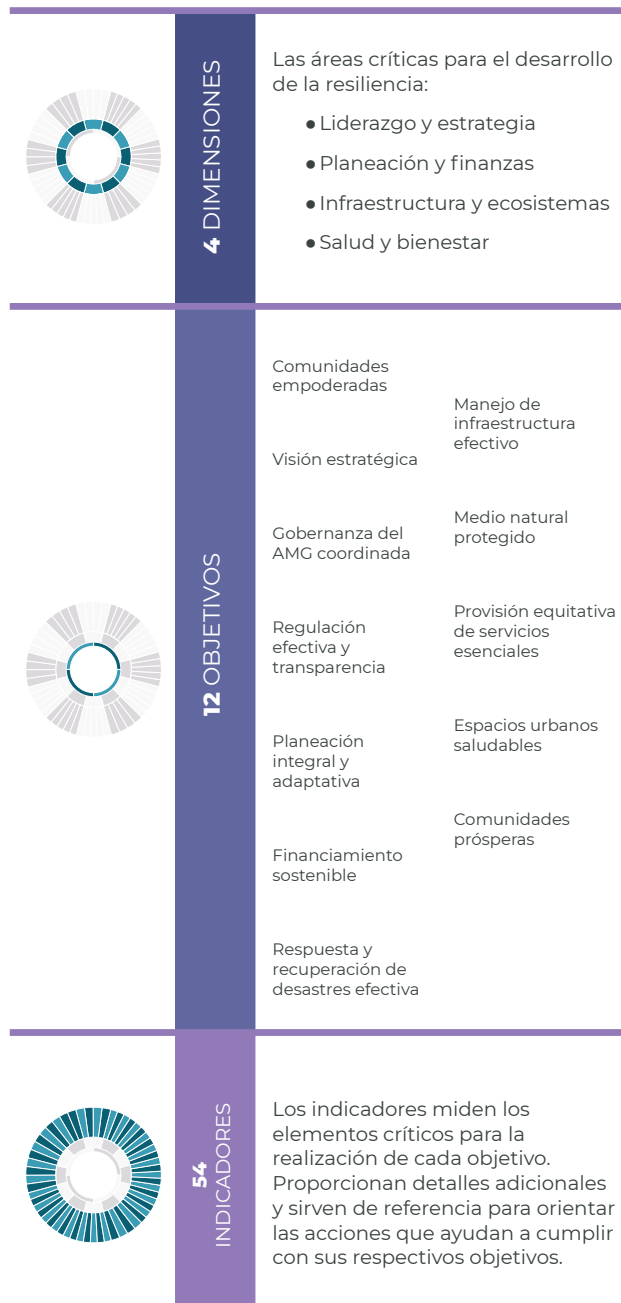 4 DIMENSIONES
Las áreas críticas para el desarrollo
de la resiliencia:
● Liderazgo y estrategia
● Planeación y finanzas
● Infraestructura y ecosistemas
● Salud y bienestar
12 OBJETIVOS
Comunidades
empoderadas
Visión estratégica
Gobernanza del
AMG coordinada
Regulación
efectiva y
transparencia
Planeación
integral y
adaptativa
Financiamiento
sostenible
Respuesta y
recuperación de
desastres efectiva
Manejo de
infraestructura
efectivo
Medio natural
protegido
Provisión equitativa
de servicios
esenciales
Espacios urbanos
saludables
Comunidades
prósperas
54
INDICADORES
Los indicadores miden los
elementos críticos para la
realización de cada objetivo.
Proporcionan detalles adicionales
y sirven de referencia para orientar
las acciones que ayudan a cumplir
con sus respectivos objetivos.